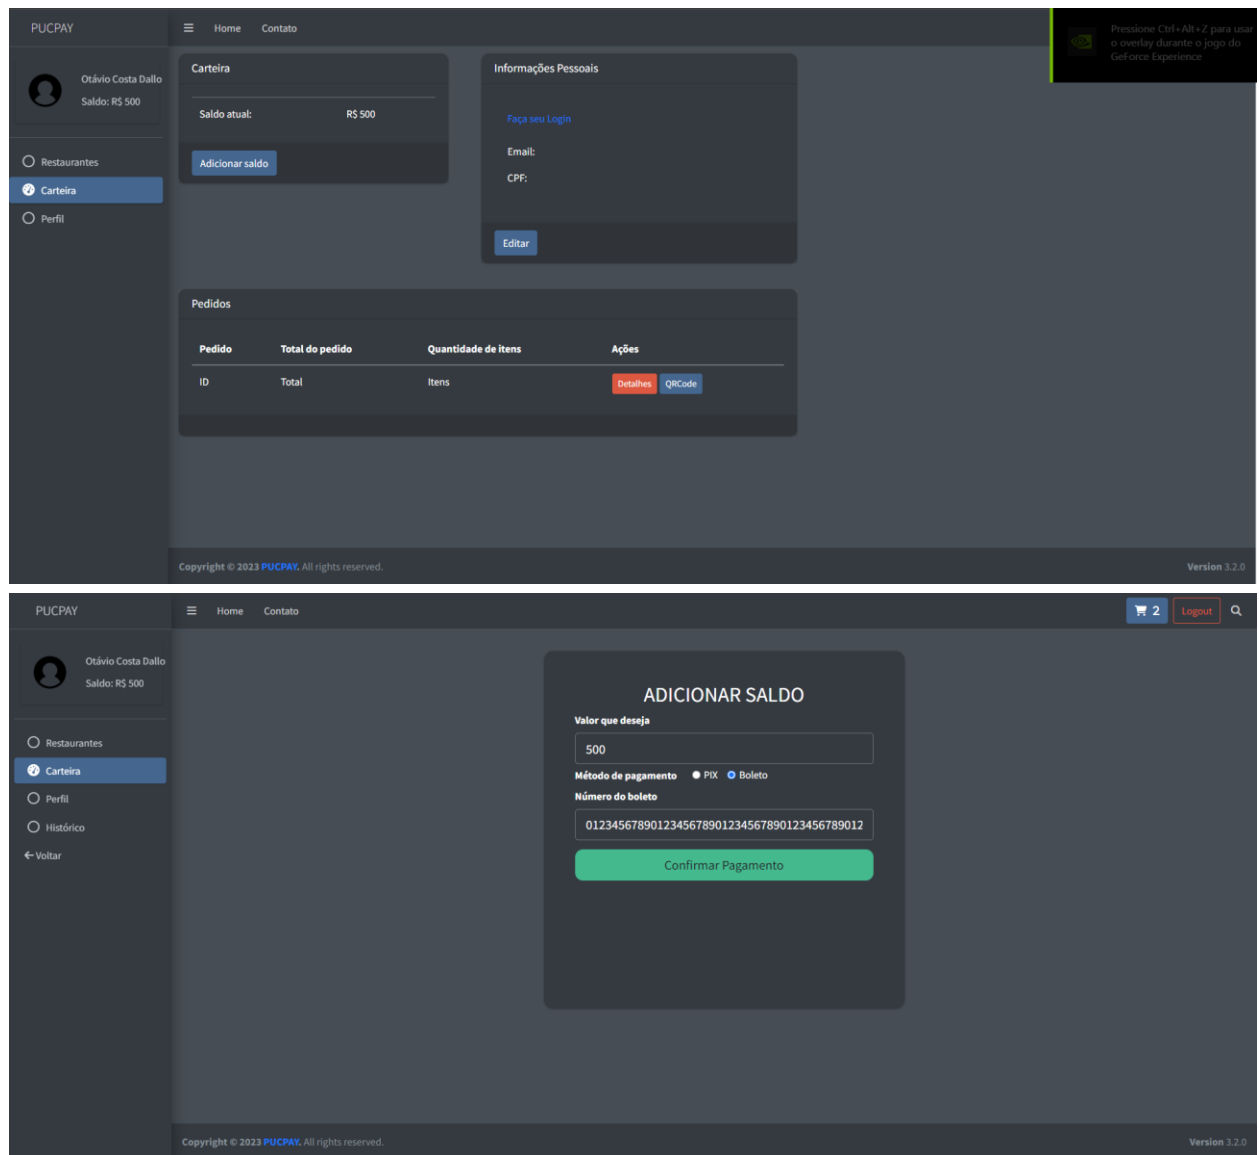 PUCPAY
Home Contato
Pressione Ctrl+Alt+Z para usar
o overlay durante o jogo do
GeForce Experience
Otávio Costa Dallo
Saldo: R$ 500
Restaurantes
Carteira
Perfil
Carteira
Saldo atual: R$ 500
Adicionar saldo
Informações Pessoais
Faça seu Login
Email:
CPF:
Editar
Pedidos
Pedido Total do pedido Quantidade de itens Ações
ID Total Itens Detalhes QRCode
Copyright © 2023 PUCPAY. All rights reserved. Version 3.2.0
PUCPAY
Home Contato 2 Logout
Otávio Costa Dallo
Saldo: R$ 500
Restaurantes
Carteira
Perfil
Histórico
Voltar
ADICIONAR SALDO
Valor que deseja
500
Método de pagamento PIX Boleto
Número do boleto
0123456789012345678901234567890123456789012
Confirmar Pagamento
Copyright © 2023 PUCPAY. All rights reserved. Version 3.2.0